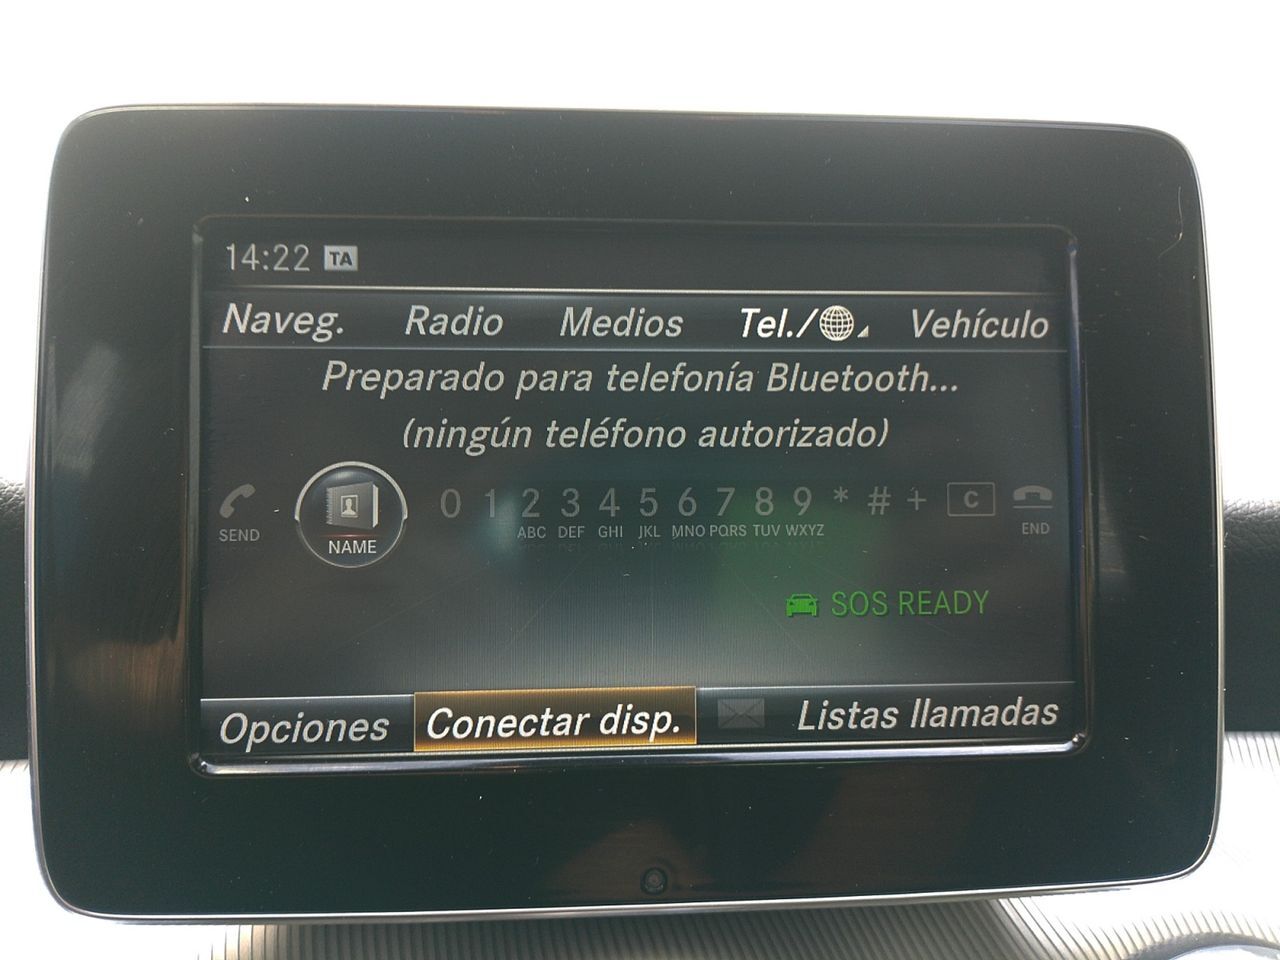 14:22 TA
Naveg. Radio Medios Tel./ Vehículo
Preparado para telefonía Bluetooth...
(ningún teléfono autorizado)
0 1 2 3 4 5 6 7 8 9 * # + C
SEND NAME ABC DEF GHI JKL MNO PQRS TUV WXYZ END
SOS READY
Opciones Conectar disp. Listas llamadas